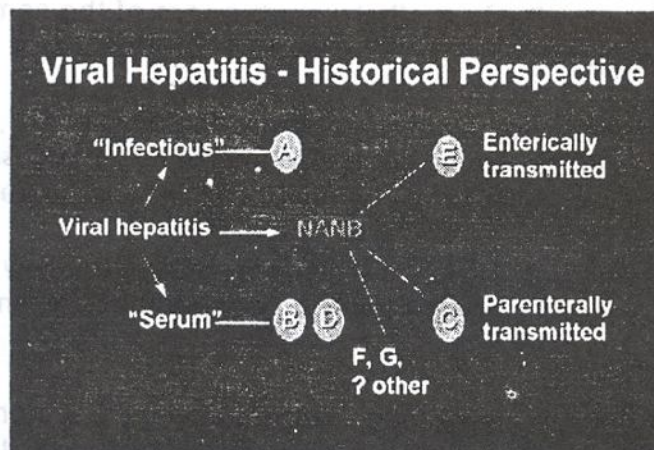 Viral Hepatitis - Historical Perspective
"Infectious" A
E Enterically
transmitted
Viral hepatitis NANB
"Serum" B D
C Parenterally
transmitted
F, G,
? other